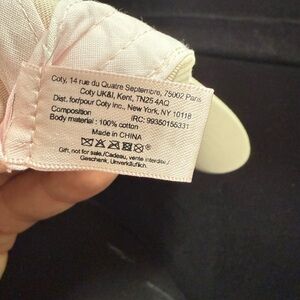 Coty, 14 rue du Quatre Septembre, 75002 Paris
Coty UK&I, Kent, TN25 4AQ
Dist. for/pour Coty Inc., New York, NY 10118
Composition IRC: 99350155331
Body material : 100% cotton
Made in CHINA
Gift, not for sale./Cadeau, vente interdite./
Geschenk, Unverkäuflich.